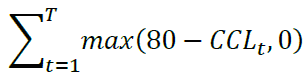 ∑_{t=1}^{T} max(80 − CCL_t, 0)